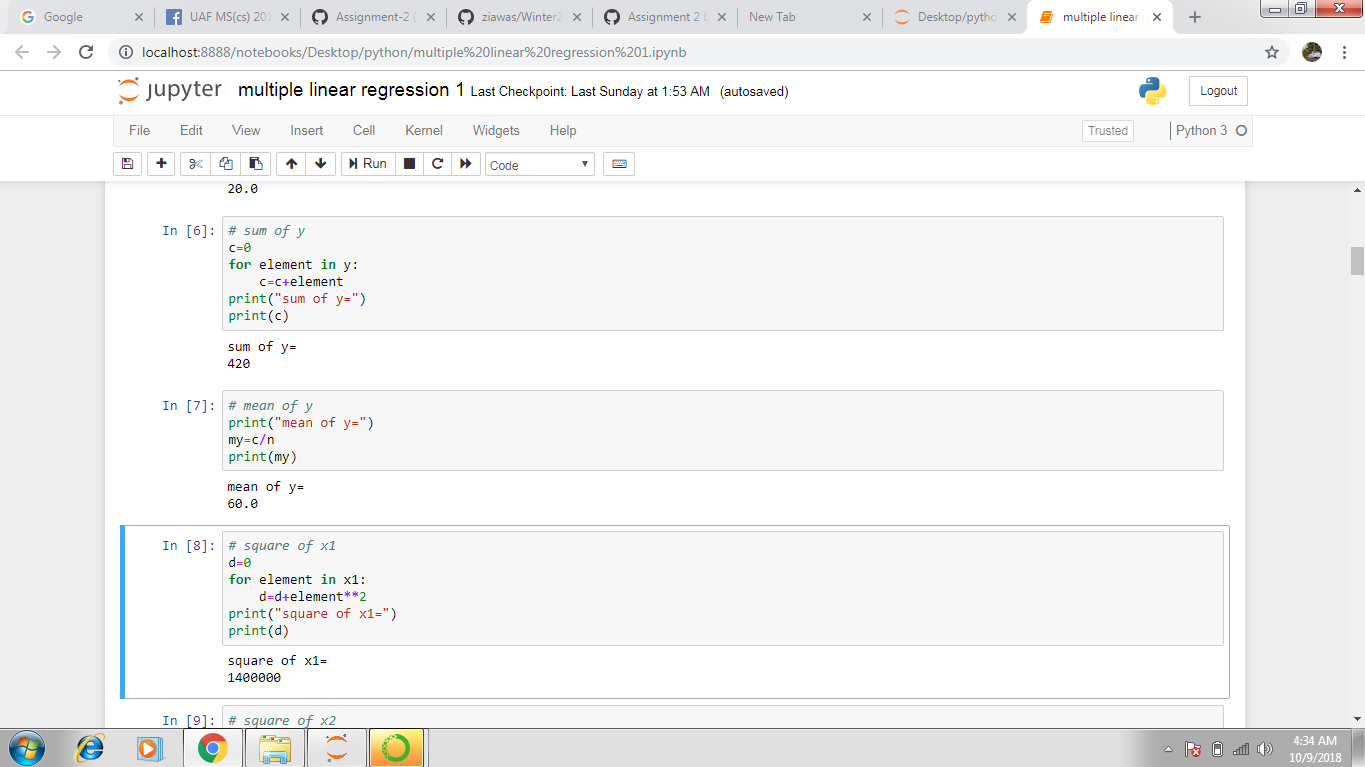 Google
UAF MS(cs) 201
Assignment-2 (
ziawas/Winter2
Assignment 2 b
New Tab
Desktop/pytho
multiple linear
localhost:8888/notebooks/Desktop/python/multiple%20linear%20regression%201.ipynb
jupyter multiple linear regression 1 Last Checkpoint: Last Sunday at 1:53 AM (autosaved)
Logout
File Edit View Insert Cell Kernel Widgets Help
Trusted
Python 3
Run
Code
20.0
In [6]: # sum of y
c=0
for element in y:
    c=c+element
print("sum of y=")
print(c)
sum of y=
420
In [7]: # mean of y
print("mean of y=")
my=c/n
print(my)
mean of y=
60.0
In [8]: # square of x1
d=0
for element in x1:
    d=d+element**2
print("square of x1=")
print(d)
square of x1=
1400000
In [9]: # square of x2
4:34 AM
10/9/2018